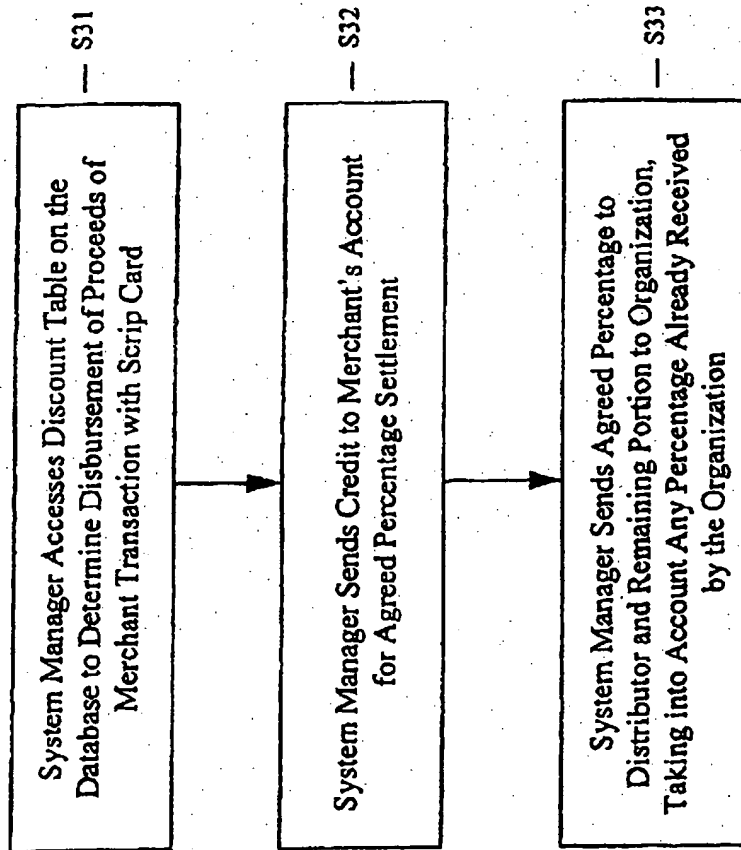 System Manager Accesses Discount Table on the
Database to Determine Disbursement of Proceeds of
Merchant Transaction with Scrip Card
— S31
System Manager Sends Credit to Merchant's Account
for Agreed Percentage Settlement
— S32
System Manager Sends Agreed Percentage to
Distributor and Remaining Portion to Organization,
Taking into Account Any Percentage Already Received
by the Organization
— S33